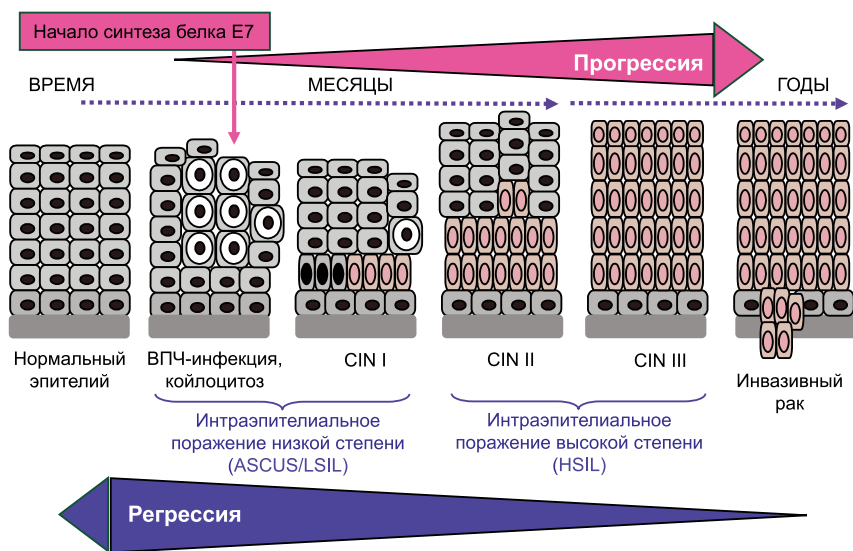 Начало синтеза белка Е7
Прогрессия
ВРЕМЯ
МЕСЯЦЫ
ГОДЫ
Нормальный
эпителий
ВПЧ-инфекция,
койлоцитоз
CIN I
CIN II
CIN III
Инвазивный
рак
Интраэпителиальное
поражение низкой степени
(ASCUS/LSIL)
Интраэпителиальное
поражение высокой степени
(HSIL)
Регрессия